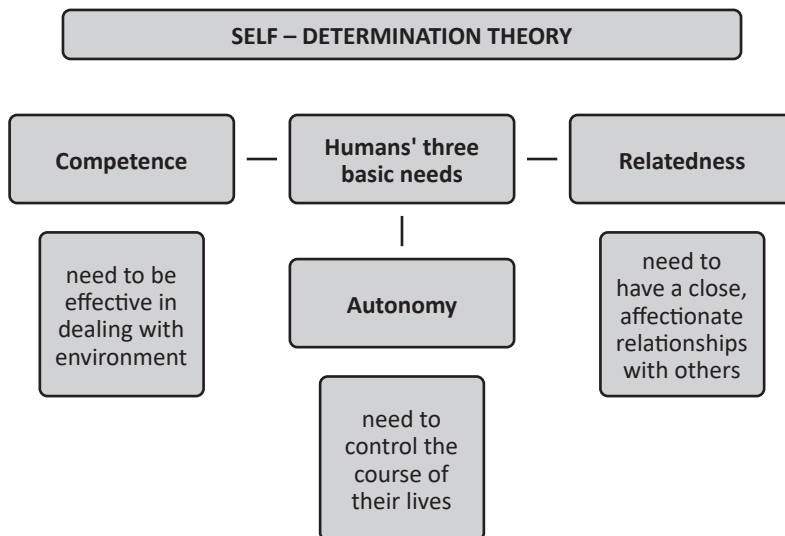 SELF – DETERMINATION THEORY
Competence
Humans' three
basic needs
Relatedness
need to be
effective in
dealing with
environment
Autonomy
need to
have a close,
affectionate
relationships
with others
need to
control the
course of
their lives